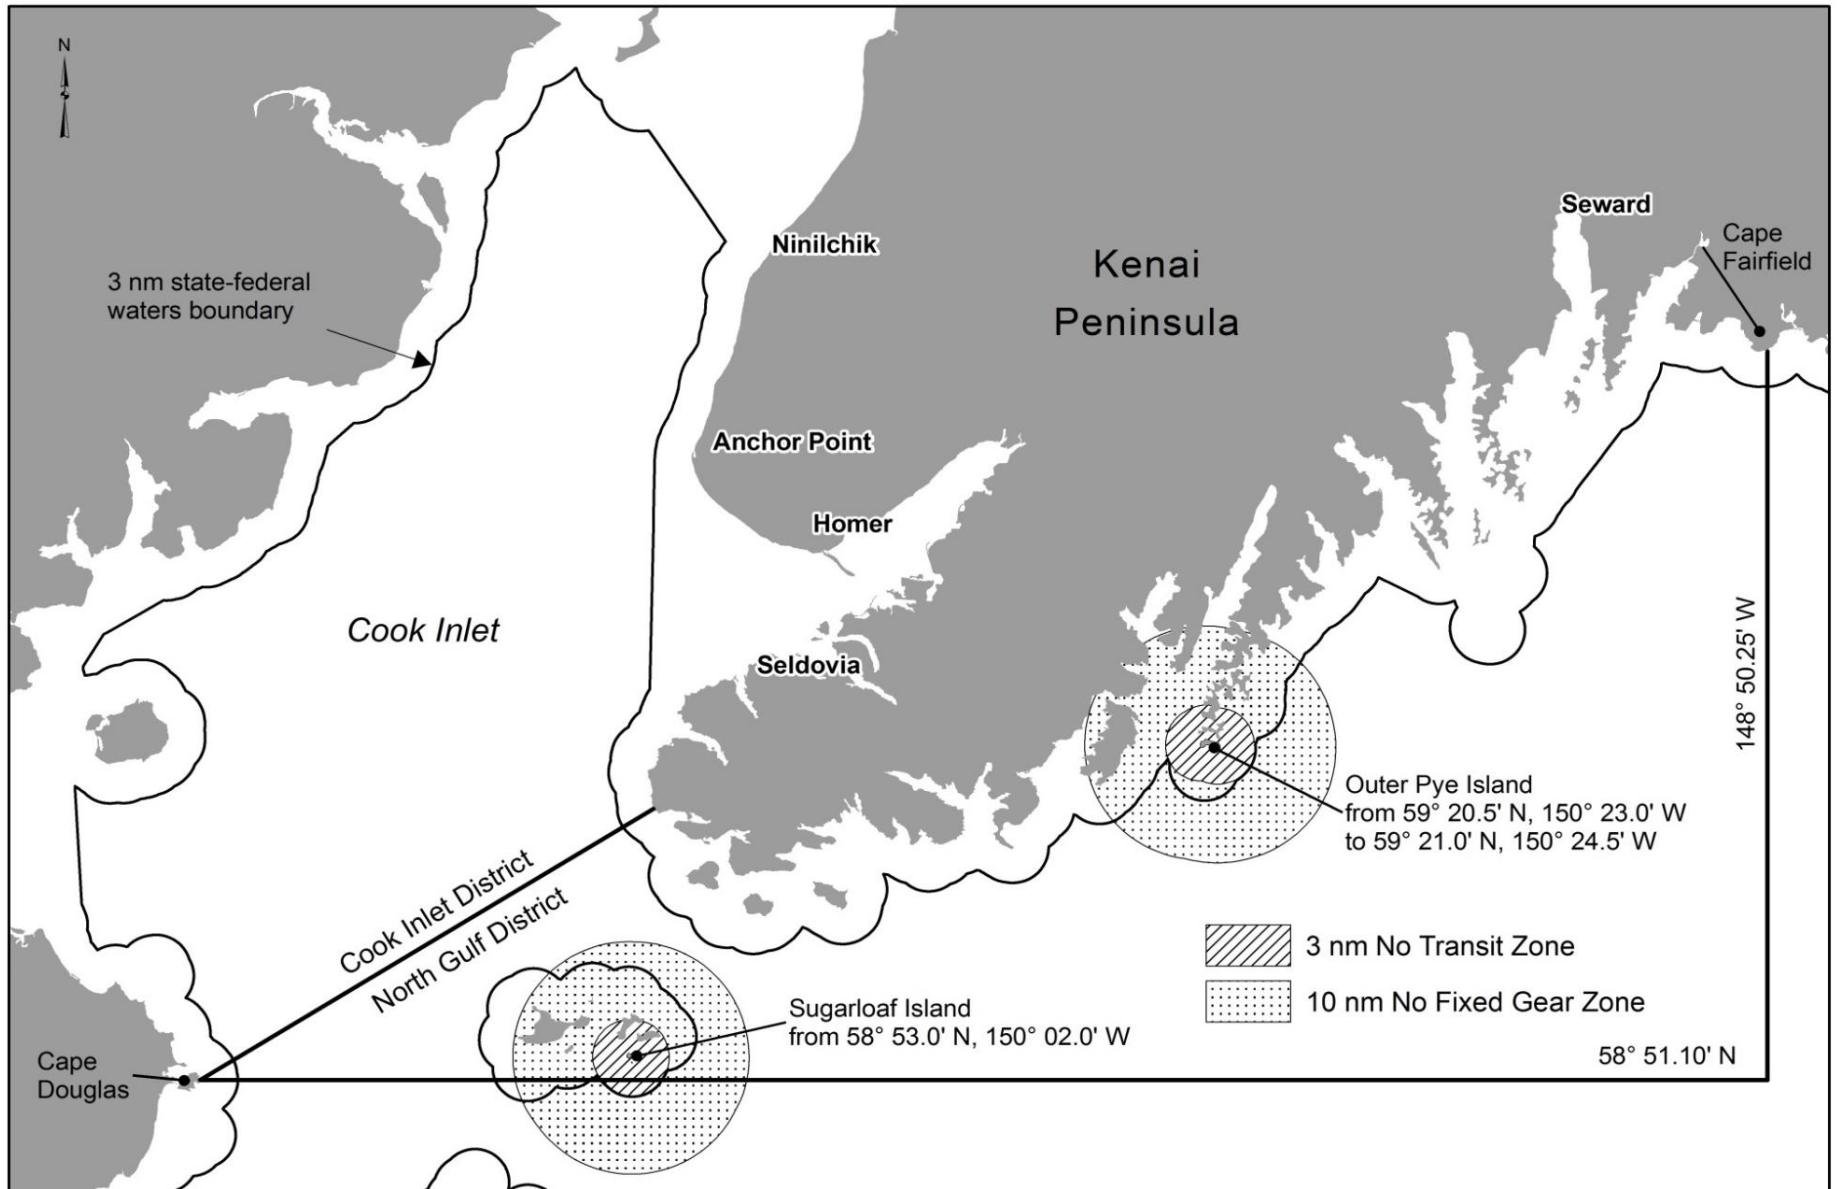 N
Seward
Cape
Fairfield
Ninilchik
Kenai
Peninsula
3 nm state-federal
waters boundary
Anchor Point
Homer
Cook Inlet
Seldovia
148° 50.25' W
Outer Pye Island
from 59° 20.5' N, 150° 23.0' W
to 59° 21.0' N, 150° 24.5' W
Cook Inlet District
North Gulf District
3 nm No Transit Zone
10 nm No Fixed Gear Zone
Sugarloaf Island
from 58° 53.0' N, 150° 02.0' W
58° 51.10' N
Cape
Douglas